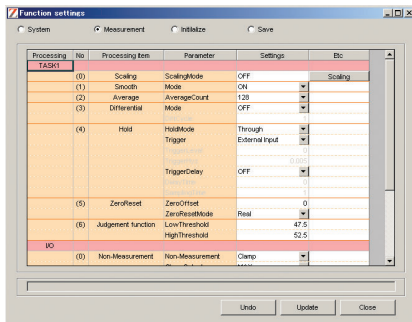 Function settings
System Measurement Initilalize Save
Processing No Processing item Parameter Settings Etc
TASK1
(0) Scaling ScalingMode OFF Scaling
(1) Smooth Mode ON
(2) Average AverageCount 128
(3) Differential Mode OFF
1
(4) Hold HoldMode Through
Trigger External Input
0
0.005
TriggerDelay OFF
0
1
(5) ZeroReset ZeroOffset 0
ZeroResetMode Real
(6) Judgement function LowThreshold 47.5
HighThreshold 52.5
I/O
(0) Non-Measurement Non-Measurement Clamp
Undo Update Close